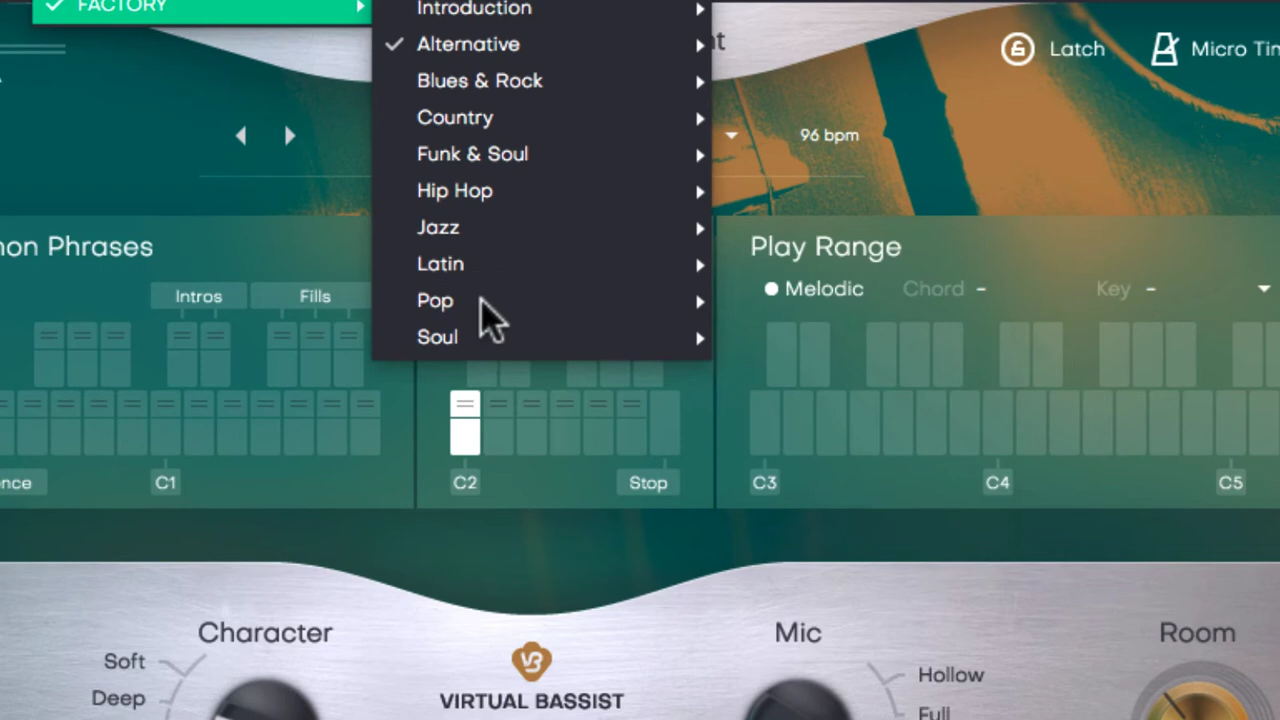 FACTORY
Introduction
Alternative
Blues & Rock
Country
Funk & Soul
Hip Hop
Jazz
Latin
Pop
Soul
Latch
Micro Tim
96 bpm
non Phrases
Intros
Fills
C1
C2
Stop
Play Range
Melodic
Chord –
Key –
C3
C4
C5
Character
Soft
Deep
VIRTUAL BASSIST
Mic
Hollow
Full
Room